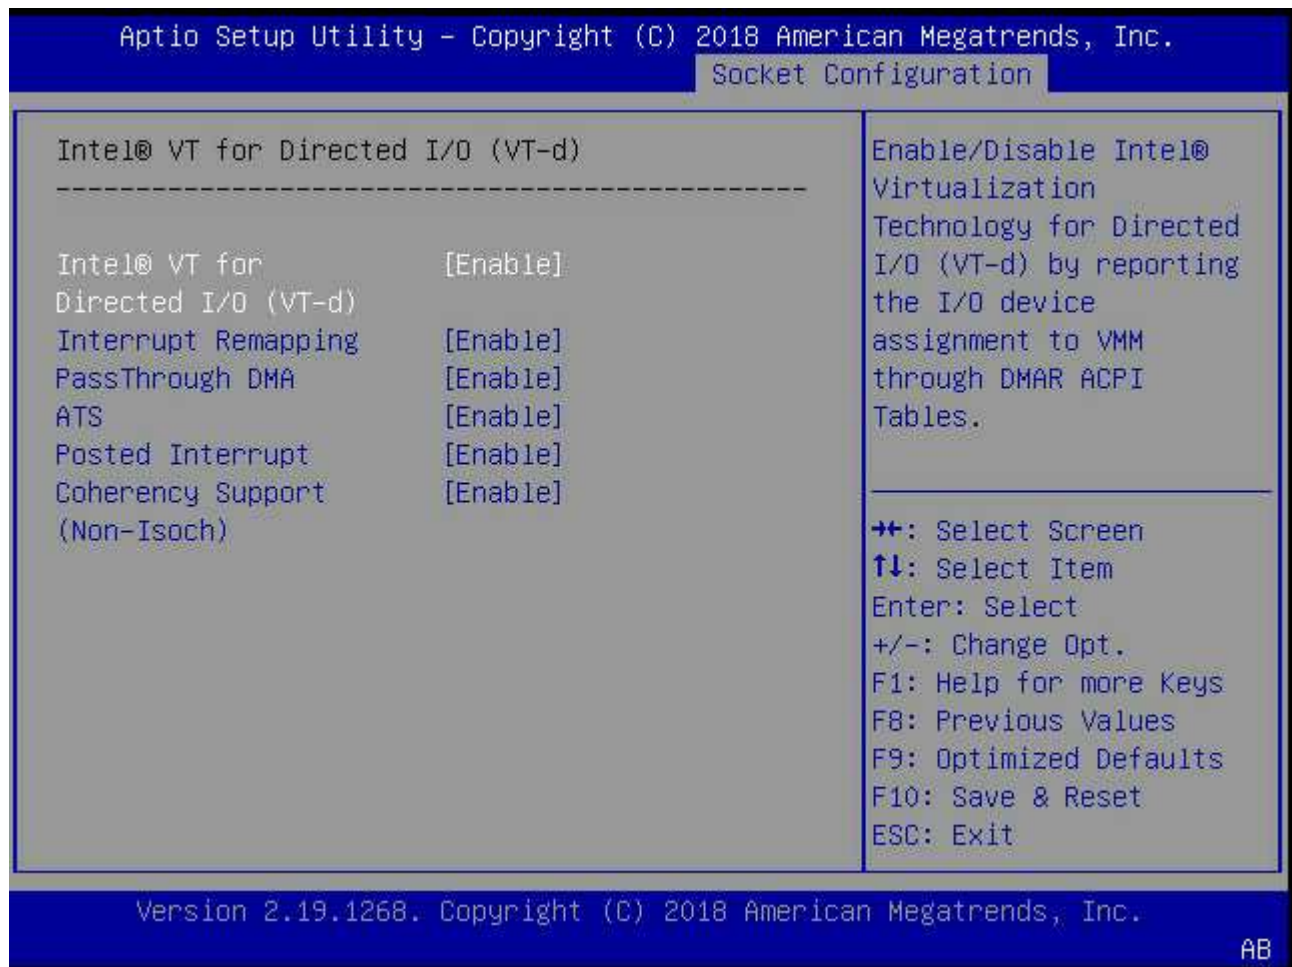 Aptio Setup Utility – Copyright (C) 2018 American Megatrends, Inc.
Socket Configuration
Intel® VT for Directed I/O (VT-d)
-----------------------------------------------
Intel® VT for [Enable]
Directed I/O (VT-d)
Interrupt Remapping [Enable]
PassThrough DMA [Enable]
ATS [Enable]
Posted Interrupt [Enable]
Coherency Support [Enable]
(Non-Isoch)
Enable/Disable Intel®
Virtualization
Technology for Directed
I/O (VT-d) by reporting
the I/O device
assignment to VMM
through DMAR ACPI
Tables.
→←: Select Screen
↑↓: Select Item
Enter: Select
+/-: Change Opt.
F1: Help for more Keys
F8: Previous Values
F9: Optimized Defaults
F10: Save & Reset
ESC: Exit
Version 2.19.1268. Copyright (C) 2018 American Megatrends, Inc.
AB